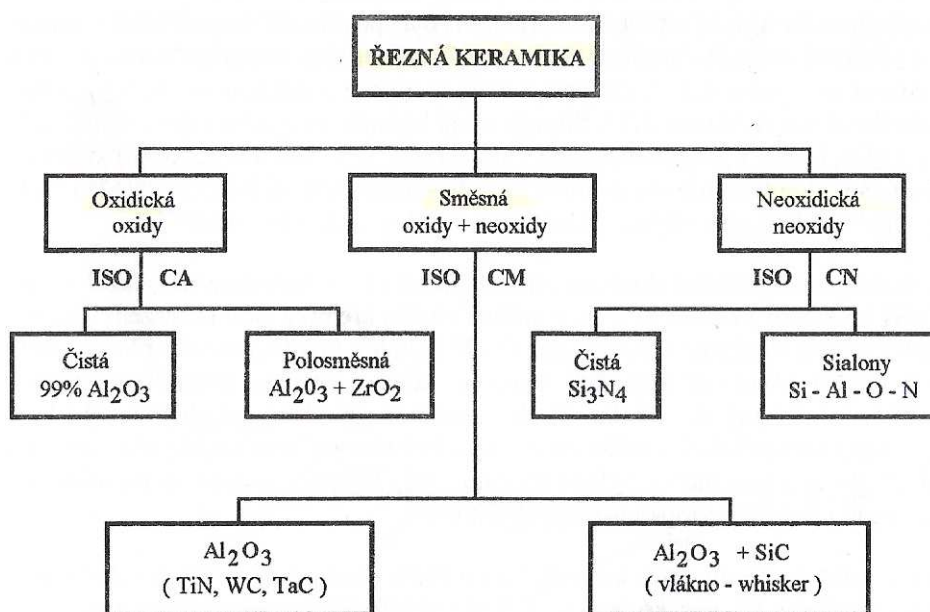 ŘEZNÁ KERAMIKA
Oxidická
oxidy
Směsná
oxidy + neoxidy
Neoxidická
neoxidy
ISO CA
ISO CM
ISO CN
Čistá
99% Al₂O₃
Polosměsná
Al₂0₃ + ZrO₂
Čistá
Si₃N₄
Sialony
Si - Al - O - N
Al₂O₃
( TiN, WC, TaC )
Al₂O₃ + SiC
( vlákno - whisker )